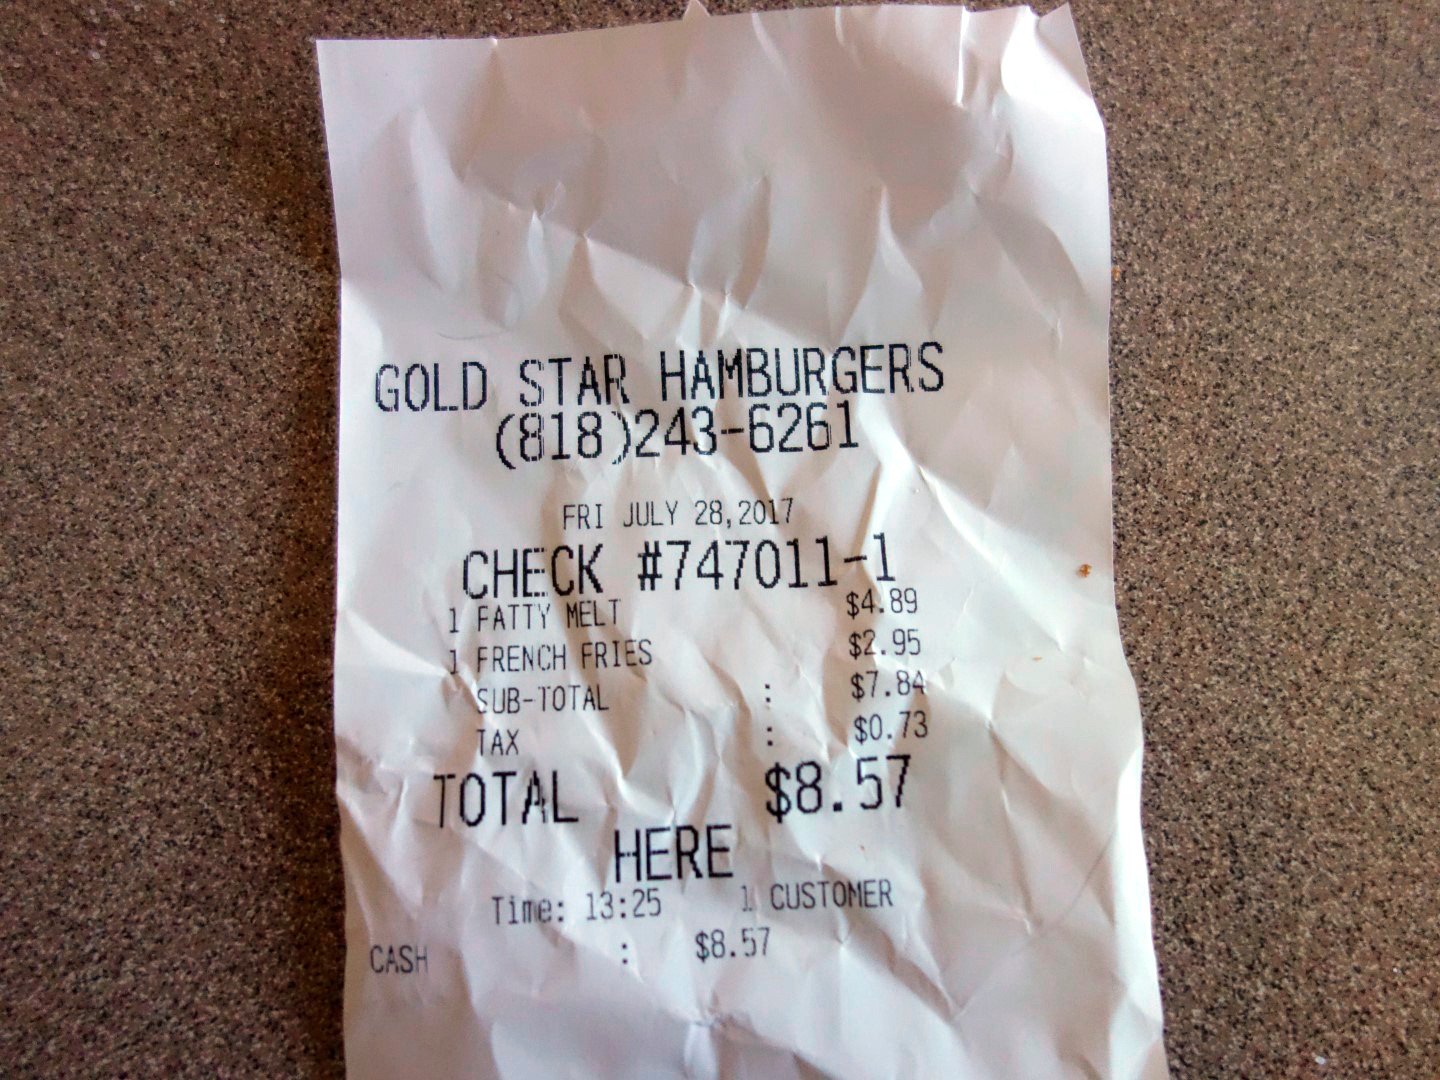 GOLD STAR HAMBURGERS
(818)243-6261
FRI JULY 28,2017
CHECK #747011-1
1 FATTY MELT $4.89
1 FRENCH FRIES $2.95
SUB-TOTAL : $7.84
TAX : $0.73
TOTAL $8.57
HERE
Time: 13:25 1 CUSTOMER
CASH : $8.57